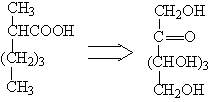 CH₃
CHCOOH
(CH₂)₃
CH₃
CH₂OH
C=O
(CHOH)₃
CH₂OH